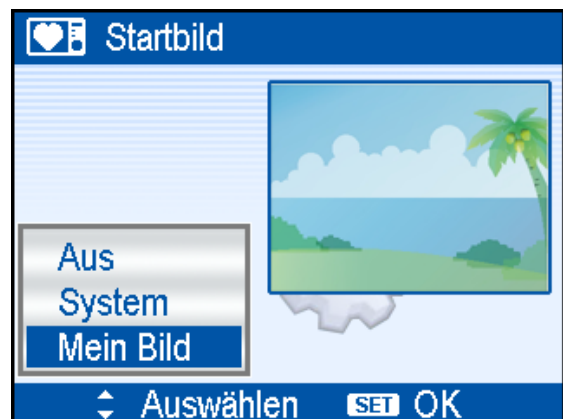 Startbild
Aus
System
Mein Bild
Auswählen SET OK